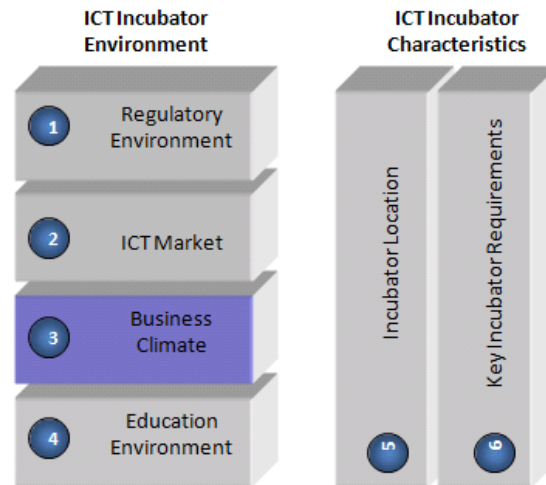 ICT Incubator
Environment
1
Regulatory
Environment
2
ICT Market
3
Business
Climate
4
Education
Environment
ICT Incubator
Characteristics
Incubator Location
5
Key Incubator Requirements
6